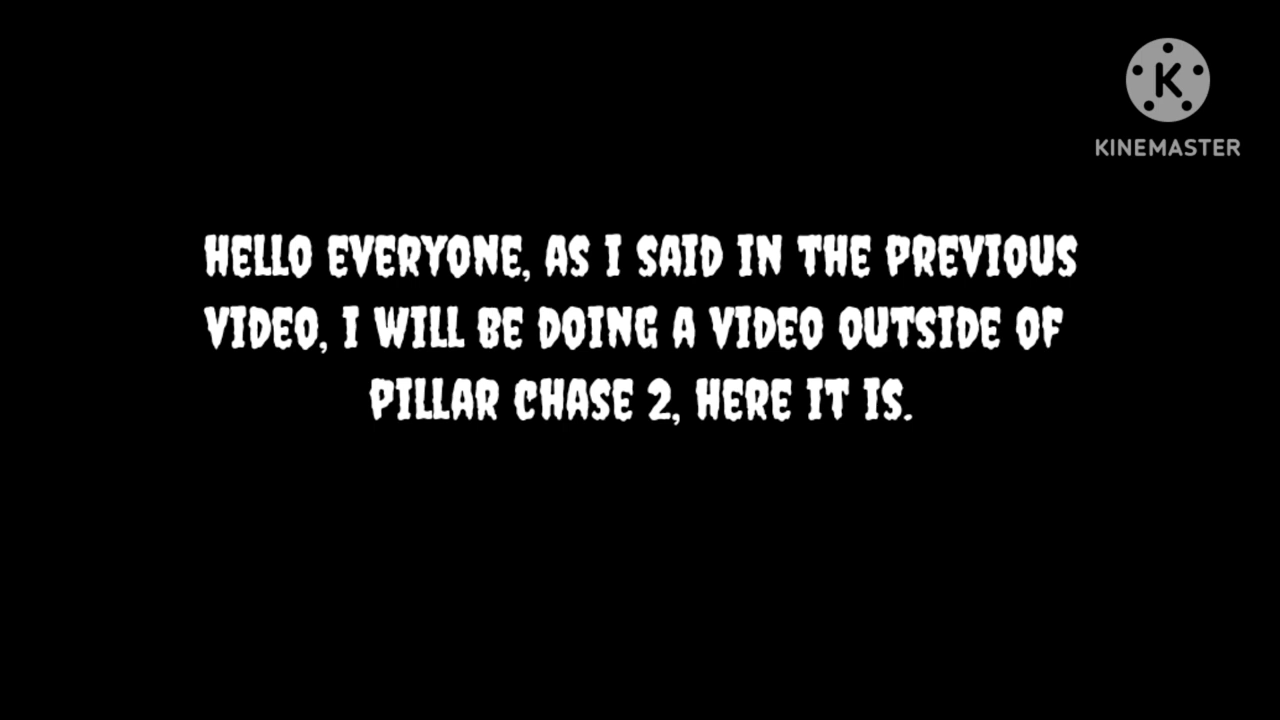 K
KINEMASTER
HELLO EVERYONE, AS I SAID IN THE PREVIOUS
VIDEO, I WILL BE DOING A VIDEO OUTSIDE OF
PILLAR CHASE 2, HERE IT IS.